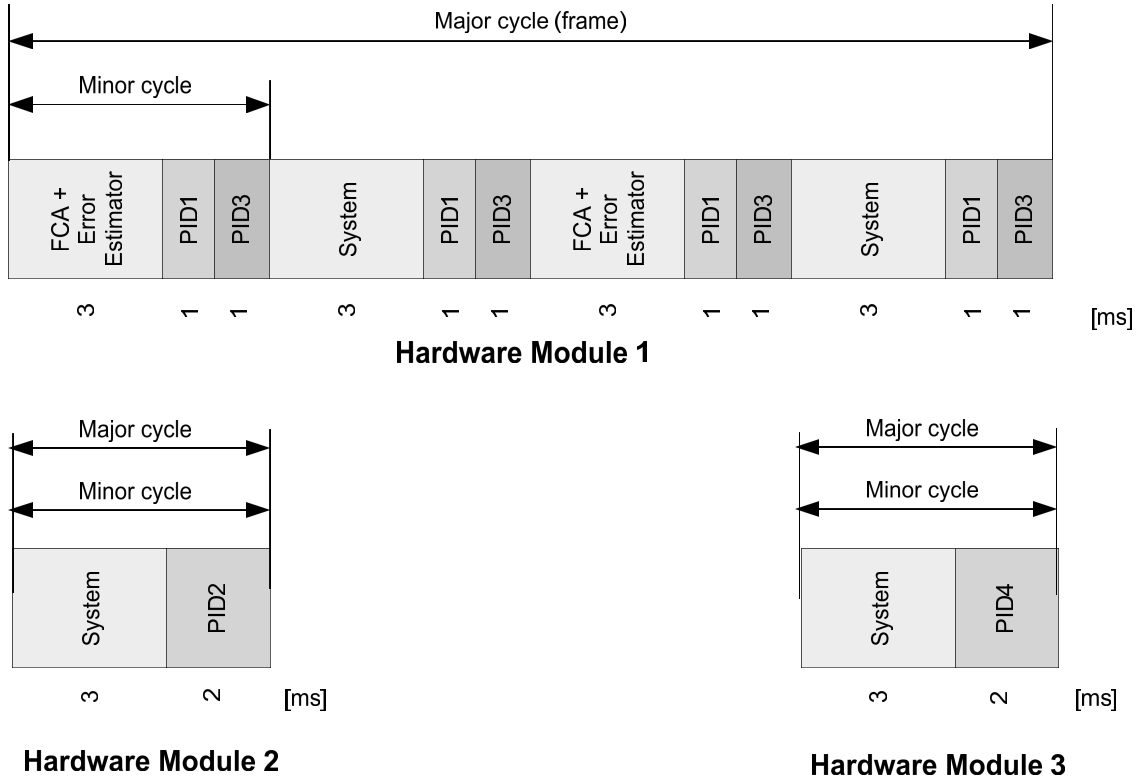 Major cycle (frame)
Minor cycle
FCA +
Error
Estimator
PID1
PID3
System
PID1
PID3
FCA +
Error
Estimator
PID1
PID3
System
PID1
PID3
3
1
1
3
1
1
3
1
1
3
1
1
[ms]
Hardware Module 1
Major cycle
Minor cycle
System
PID2
3
2
[ms]
Hardware Module 2
Major cycle
Minor cycle
System
PID4
3
2
[ms]
Hardware Module 3